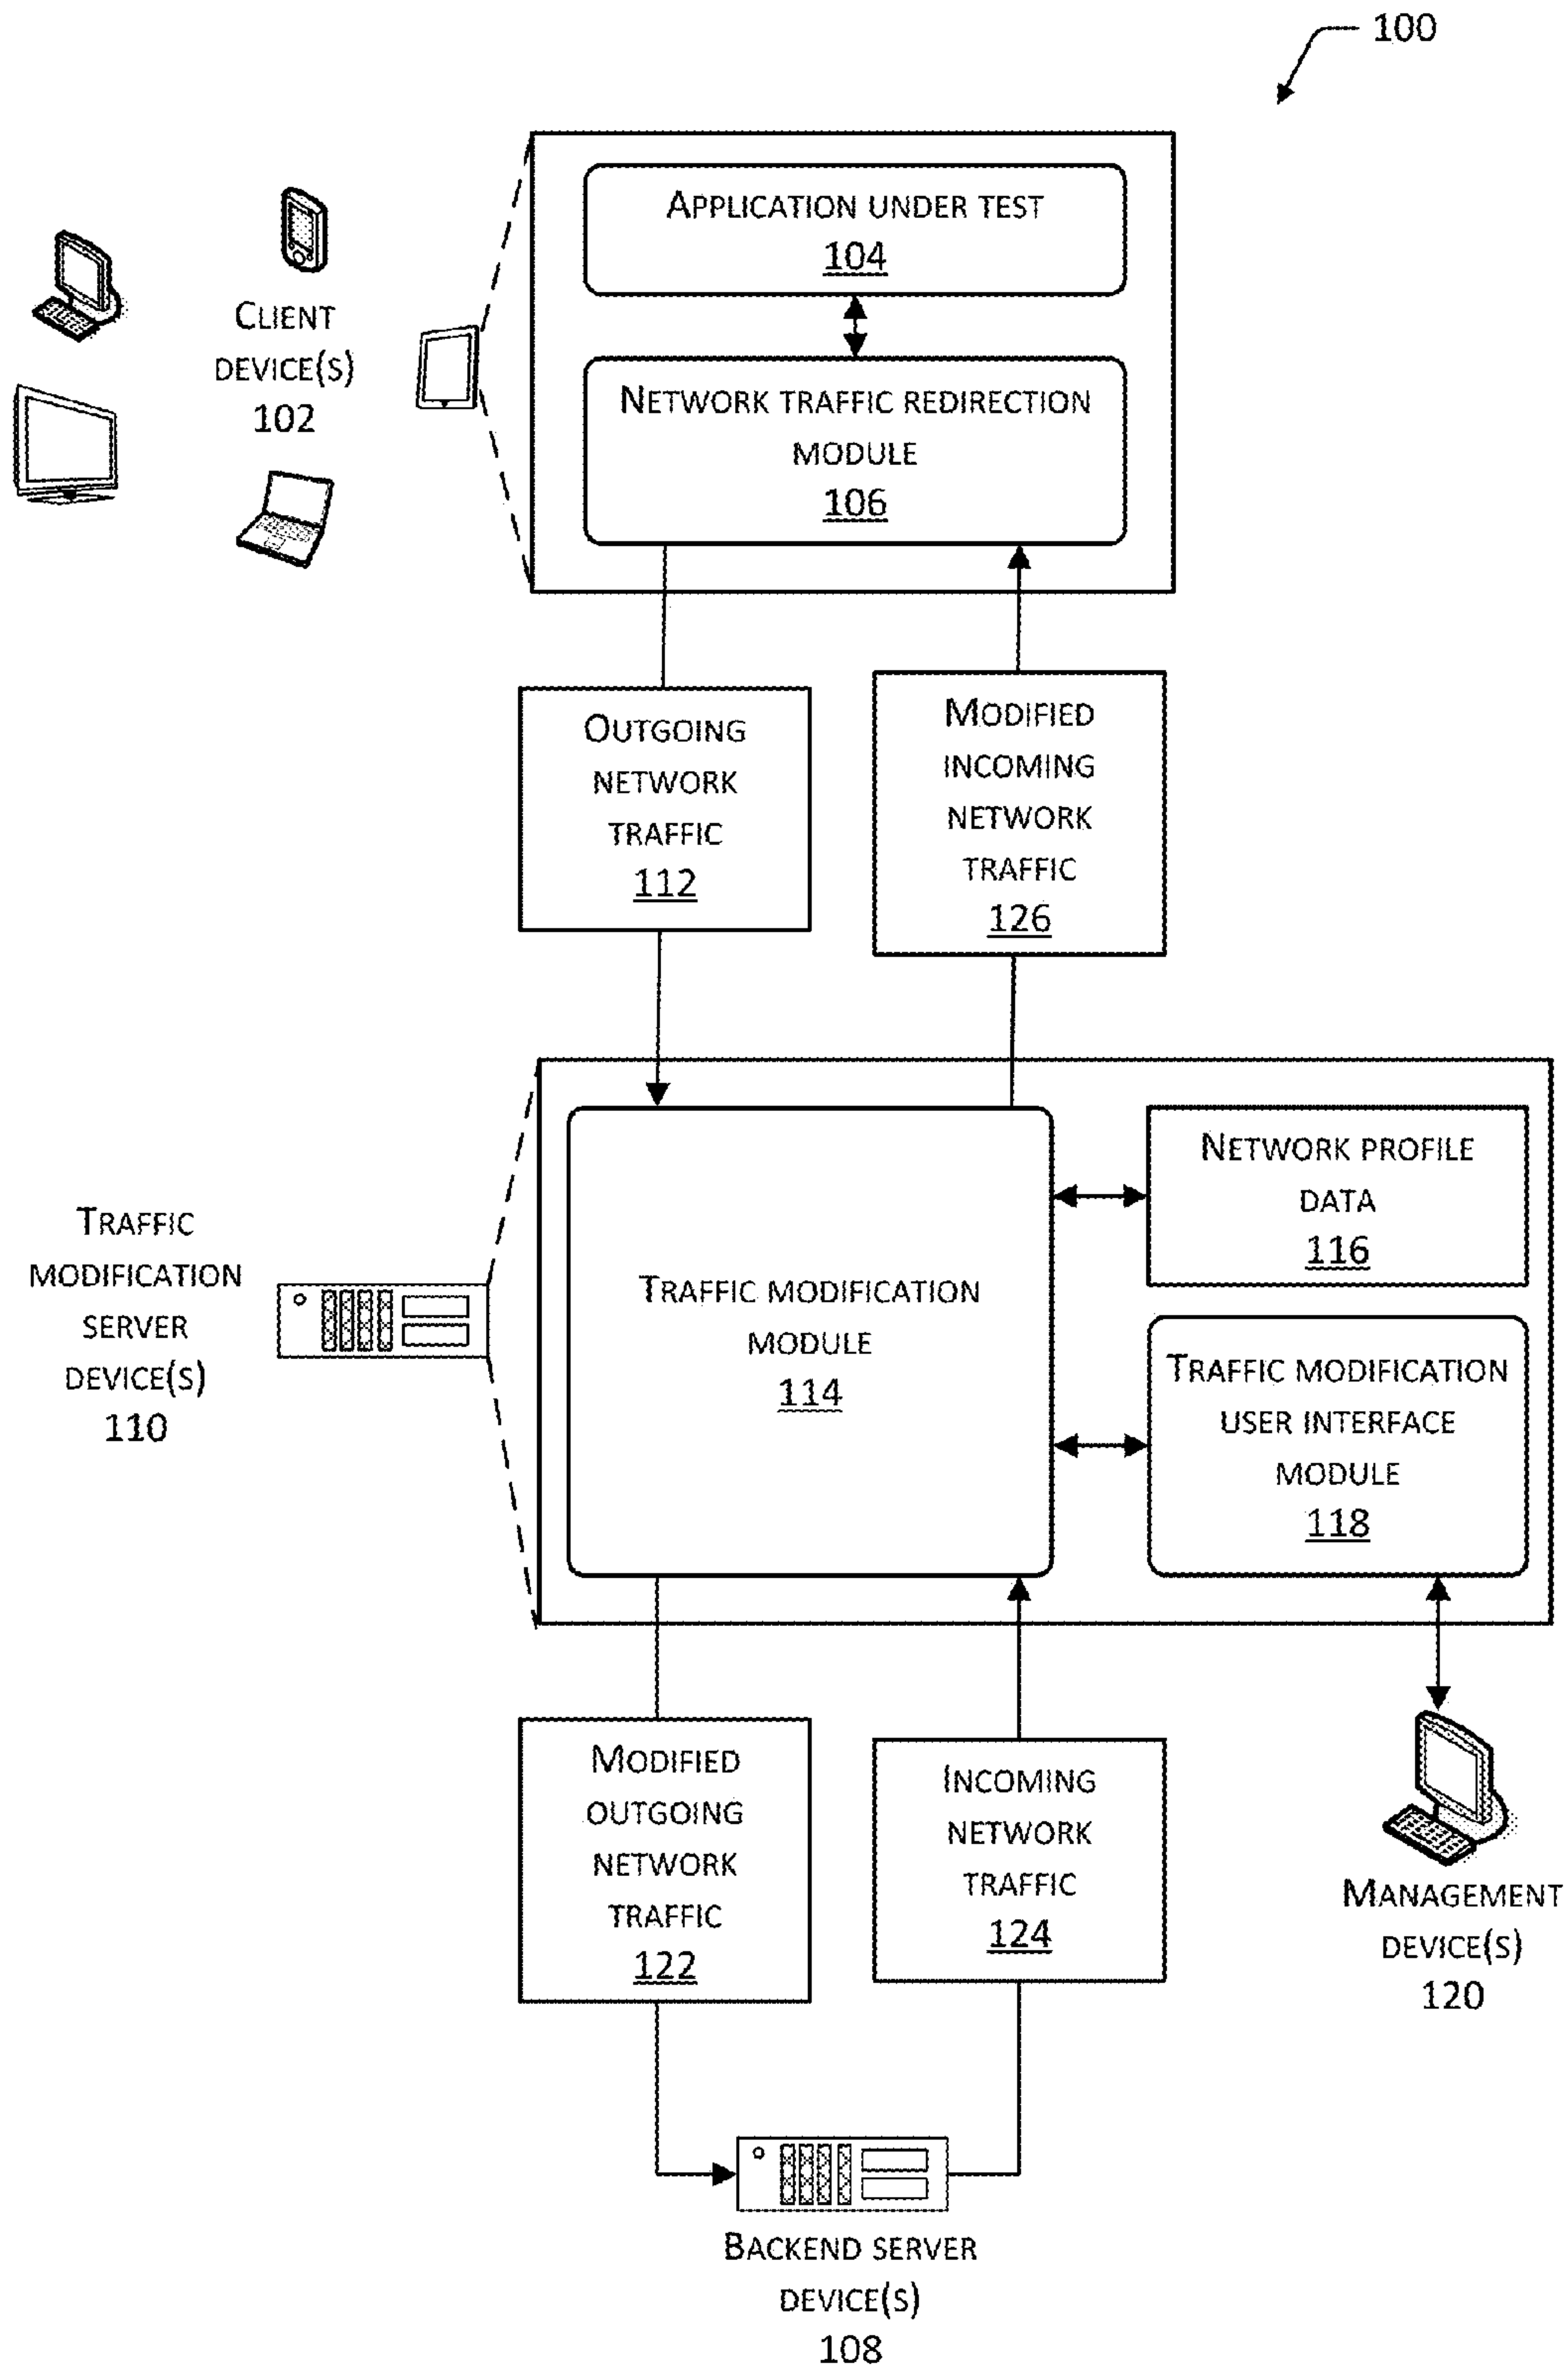 100
APPLICATION UNDER TEST
104
CLIENT
DEVICE(S)
102
NETWORK TRAFFIC REDIRECTION
MODULE
106
OUTGOING
NETWORK
TRAFFIC
112
MODIFIED
INCOMING
NETWORK
TRAFFIC
126
TRAFFIC
MODIFICATION
SERVER
DEVICE(S)
110
TRAFFIC MODIFICATION
MODULE
114
NETWORK PROFILE
DATA
116
TRAFFIC MODIFICATION
USER INTERFACE
MODULE
118
MODIFIED
OUTGOING
NETWORK
TRAFFIC
122
INCOMING
NETWORK
TRAFFIC
124
MANAGEMENT
DEVICE(S)
120
BACKEND SERVER
DEVICE(S)
108